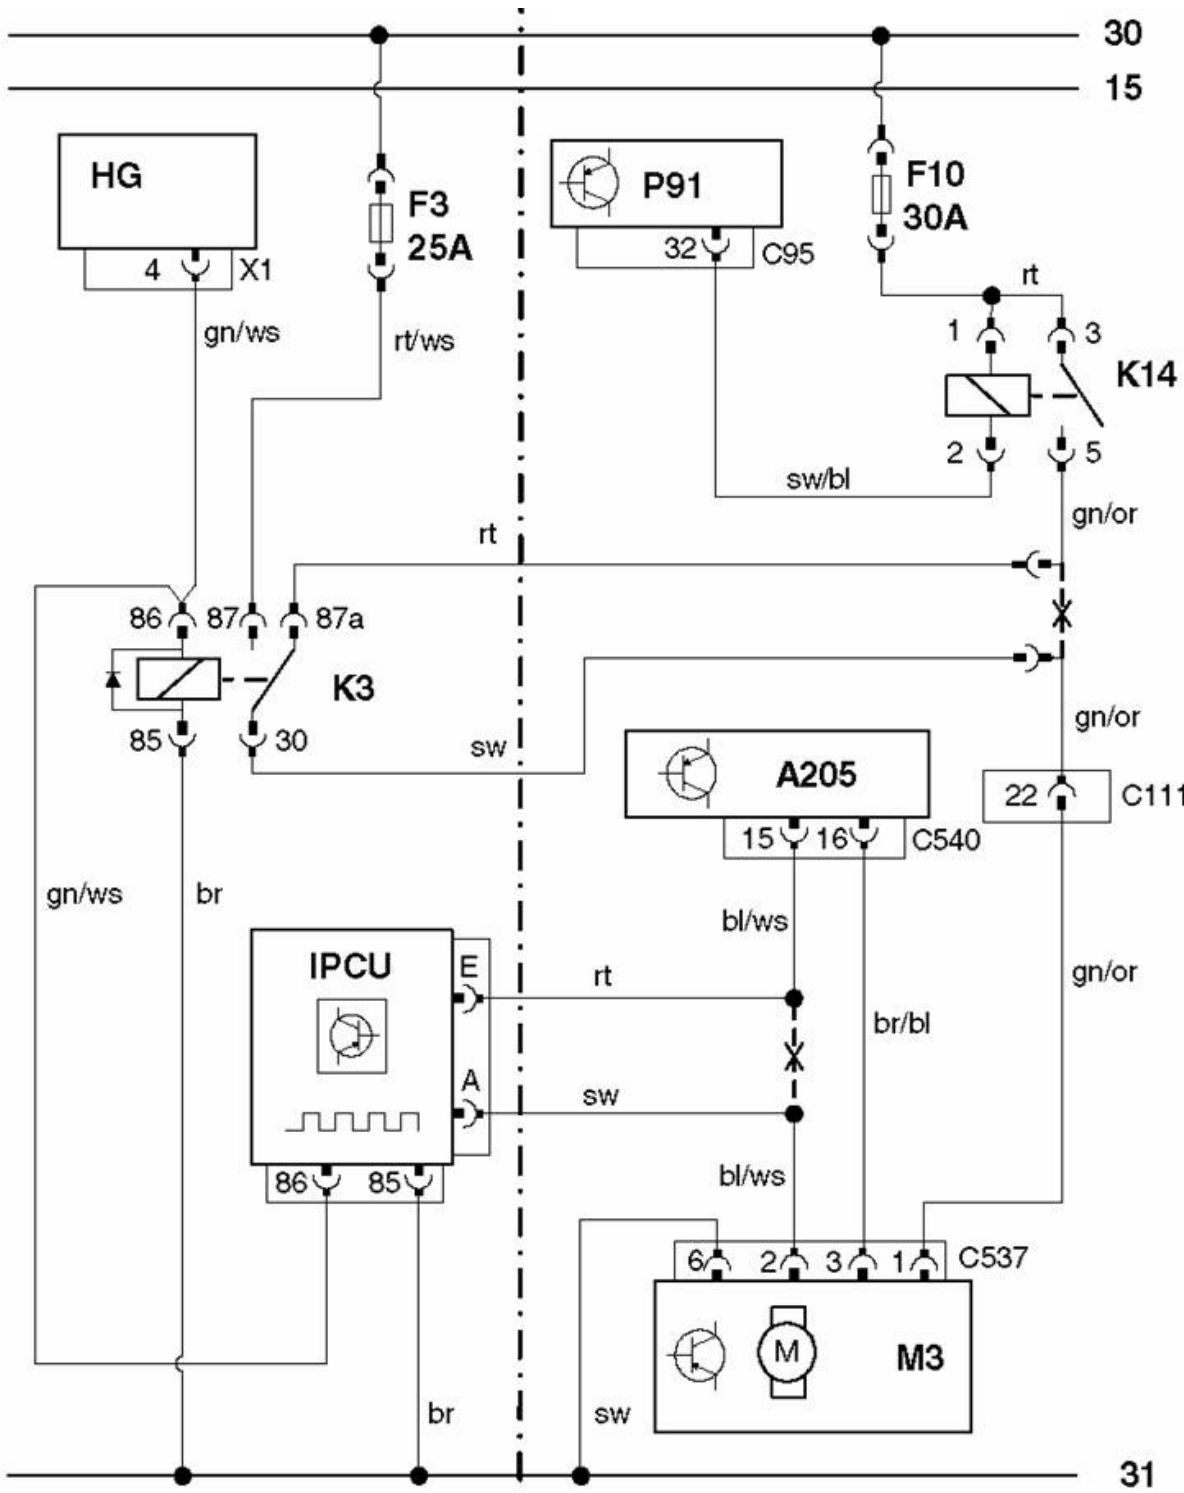 30
15
HG
4 X1
gn/ws
F3
25A
rt/ws
P91
32 C95
F10
30A
rt
1 3
K14
2 5
sw/bl
gn/or
rt
86 87 87a
K3
85 30
sw
gn/or
A205
15 16 C540
22 C111
gn/ws
br
bl/ws
gn/or
IPCU
E
rt
br/bl
A
sw
86 85
bl/ws
6 2 3 1 C537
M
M3
br
sw
31